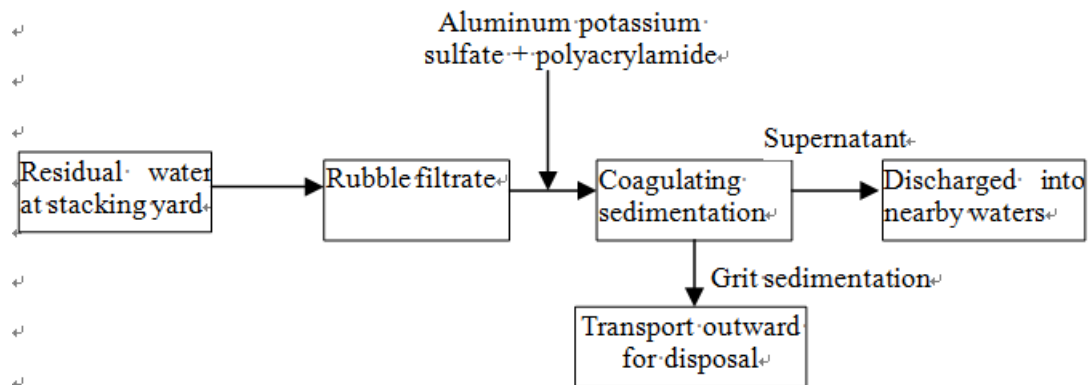 Aluminum potassium
sulfate + polyacrylamide
Supernatant
Residual water
at stacking yard
Rubble filtrate
Coagulating
sedimentation
Discharged into
nearby waters
Grit sedimentation
Transport outward
for disposal